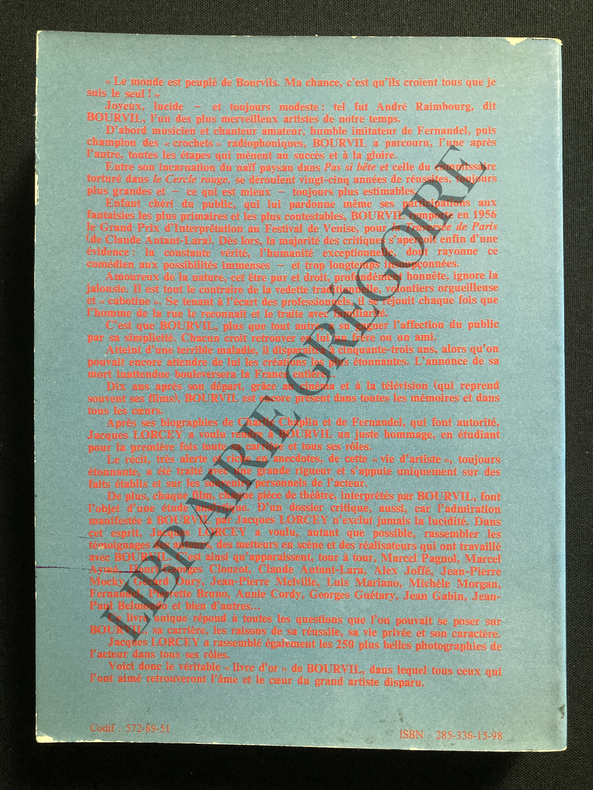 « Le monde est peuplé de Bourvils. Ma chance, c'est qu'ils croient tous que je
suis le seul ! »
Joyeux, lucide — et toujours modeste : tel fut André Raimbourg, dit
BOURVIL, l'un des plus merveilleux artistes de notre temps.
D'abord musicien et chanteur amateur, humble imitateur de Fernandel, puis
champion des « crochets » radiophoniques, BOURVIL a parcouru, l'une après
l'autre, toutes les étapes qui mènent au succès et à la gloire.
Entre son incarnation du naïf paysan dans Pas si bête et celle du commissaire
torturé dans le Cercle rouge, se déroulent vingt-cinq années de réussites, toujours
plus grandes et — ce qui est mieux — toujours plus estimables.
Enfant chéri du public, qui lui pardonne même ses participations aux
fantaisies les plus primaires et les plus contestables, BOURVIL remporte en 1956
le Grand Prix d'Interprétation au Festival de Venise, pour la Traversée de Paris
(de Claude Autant-Lara). Dès lors, la majorité des critiques s'aperçoit enfin d'une
évidence : la constante vérité, l'humanité exceptionnelle, dont rayonne ce
comédien aux possibilités immenses — et trop longtemps insoupçonnées.
Amoureux de la nature, cet être pur et droit, profondément honnête, ignore la
jalousie. Il est tout le contraire de la vedette traditionnelle, volontiers orgueilleuse
et « cabotine ». Se tenant à l'écart des professionnels, il se réjouit chaque fois que
l'homme de la rue le reconnaît et le traite avec familiarité.
C'est que BOURVIL, plus que tout autre, a su gagner l'affection du public
par sa simplicité. Chacun croit retrouver en lui un frère ou un ami.
Atteint d'une terrible maladie, il disparaîtra à cinquante-trois ans, alors qu'on
pouvait encore attendre de lui les créations les plus étonnantes. L'annonce de sa
mort inattendue bouleversera la France entière.
Dix ans après son départ, grâce au cinéma et à la télévision (qui reprend
souvent ses films), BOURVIL est encore présent dans toutes les mémoires et dans
tous les cœurs.
Après ses biographies de Charlie Chaplin et de Fernandel, qui font autorité,
Jacques LORCEY a voulu rendre à BOURVIL un juste hommage, en étudiant
pour la première fois toute sa carrière et tous ses rôles.
Le récit, très alerte et riche en anecdotes, de cette « vie d'artiste », toujours
étonnante, a été traité avec une grande rigueur et s'appuie uniquement sur des
faits établis et sur les souvenirs personnels de l'acteur.
De plus, chaque film, chaque pièce de théâtre, interprétés par BOURVIL, font
l'objet d'une étude analytique. D'un dossier critique, aussi, car l'admiration
manifestée à BOURVIL par Jacques LORCEY n'exclut jamais la lucidité. Dans
cet esprit, Jacques LORCEY a voulu, autant que possible, rassembler les
témoignages des auteurs, des metteurs en scène et des réalisateurs qui ont travaillé
avec BOURVIL. C'est ainsi qu'apparaissent, tour à tour, Marcel Pagnol, Marcel
Aymé, Henri-Georges Clouzot, Claude Autant-Lara, Alex Joffé, Jean-Pierre
Mocky, Gérard Oury, Jean-Pierre Melville, Luis Mariano, Michèle Morgan,
Fernandel, Pierrette Bruno, Annie Cordy, Georges Guétary, Jean Gabin, Jean-
Paul Belmondo et bien d'autres...
livre unique répond à toutes les questions que l'on pouvait se poser sur
BOURVIL, sa carrière, les raisons de sa réussite, sa vie privée et son caractère.
Jacques LORCEY a rassemblé également les 250 plus belles photographies de
l'acteur dans tous ses rôles.
Voici donc le véritable « livre d'or » de BOURVIL, dans lequel tous ceux qui
l'ont aimé retrouveront l'âme et le cœur du grand artiste disparu.
Codif : 572-89-51
ISBN - 285-336-15-98
LIBRAIRIE GRÉGOIRE